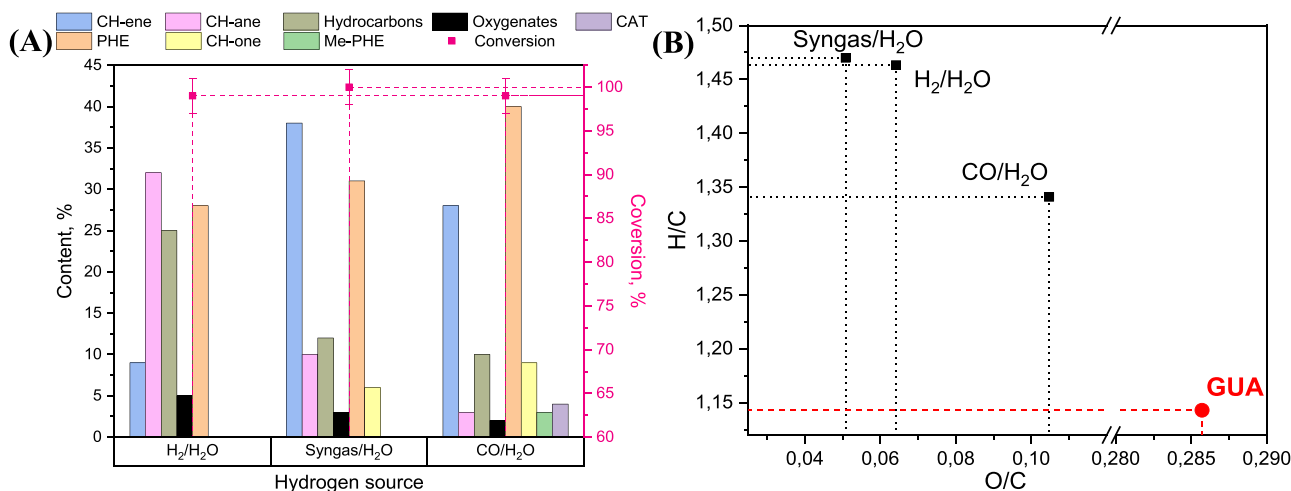 (A)
CH-ene CH-ane Hydrocarbons Oxygenates CAT
PHE CH-one Me-PHE Conversion
45
40
35
30
25
20
15
10
5
0
Content, %
100
95
90
85
80
75
70
65
60
Coversion, %
H2/H2O Syngas/H2O CO/H2O
Hydrogen source
(B)
1,50
1,45
1,40
1,35
1,30
1,25
1,20
1,15
H/C
Syngas/H2O
H2/H2O
CO/H2O
GUA
0,04 0,06 0,08 0,10 0,280 0,285 0,290
O/C